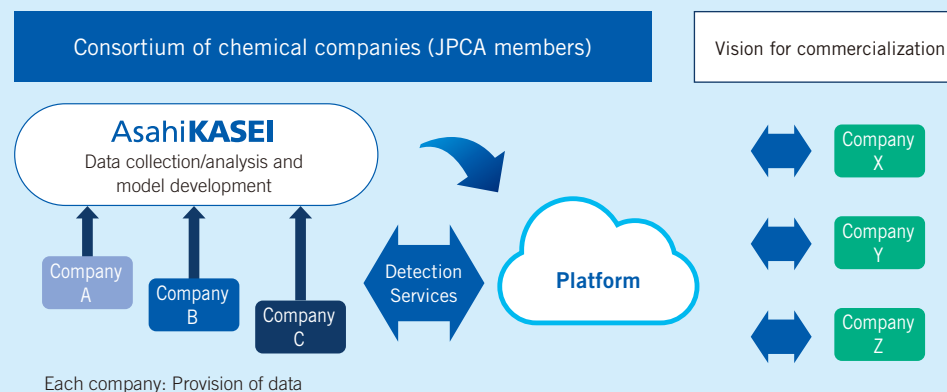 Consortium of chemical companies (JPCA members)
Vision for commercialization
AsahiKASEI
Data collection/analysis and
model development
Company
A
Company
B
Company
C
Detection
Services
Platform
Company
X
Company
Y
Company
Z
Each company: Provision of data